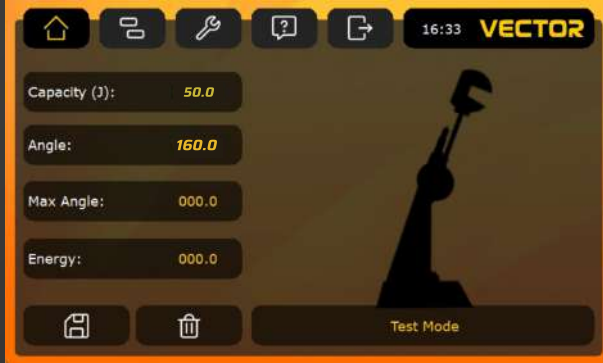 16:33 VECTOR
Capacity (J): 50.0
Angle: 160.0
Max Angle: 000.0
Energy: 000.0
Test Mode